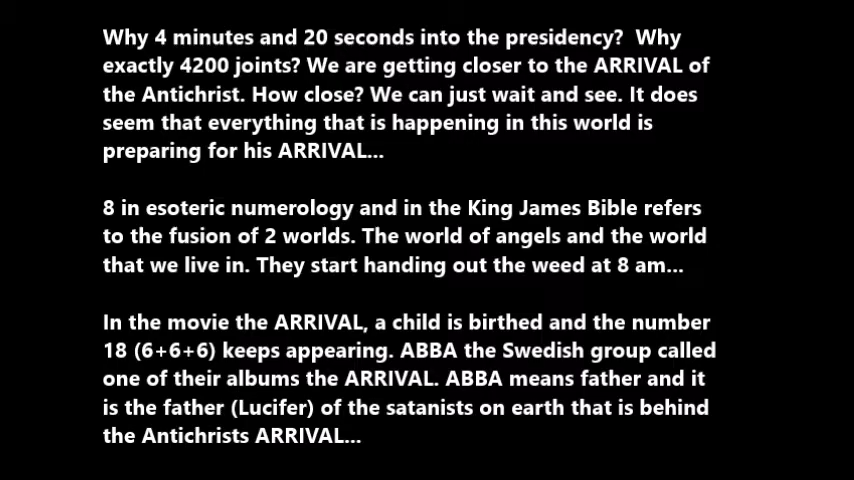 Why 4 minutes and 20 seconds into the presidency?  Why
exactly 4200 joints? We are getting closer to the ARRIVAL of
the Antichrist. How close? We can just wait and see. It does
seem that everything that is happening in this world is
preparing for his ARRIVAL...
8 in esoteric numerology and in the King James Bible refers
to the fusion of 2 worlds. The world of angels and the world
that we live in. They start handing out the weed at 8 am...
In the movie the ARRIVAL, a child is birthed and the number
18 (6+6+6) keeps appearing. ABBA the Swedish group called
one of their albums the ARRIVAL. ABBA means father and it
is the father (Lucifer) of the satanists on earth that is behind
the Antichrists ARRIVAL...